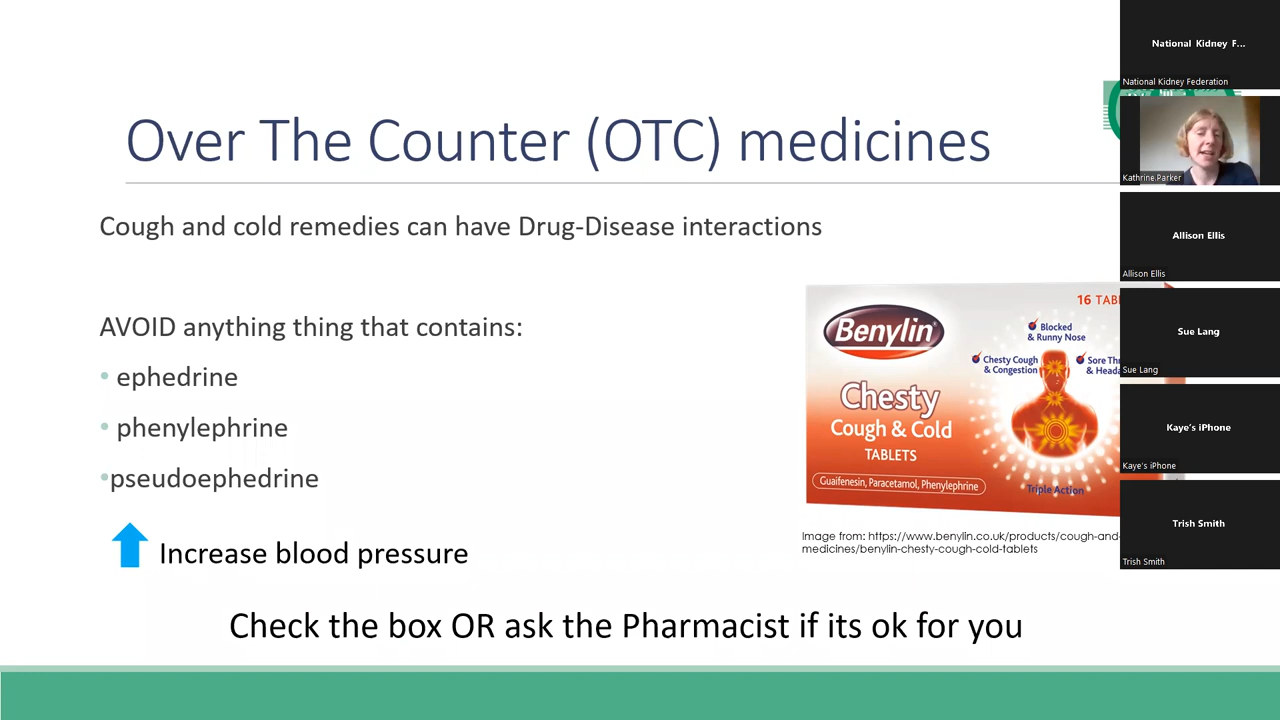 Over The Counter (OTC) medicines
Cough and cold remedies can have Drug-Disease interactions
AVOID anything thing that contains:
• ephedrine
• phenylephrine
•pseudoephedrine
Increase blood pressure
Check the box OR ask the Pharmacist if its ok for you
16 TAB
Benylin
Blocked
& Runny Nose
Chesty Cough
& Congestion
Sore Thr
& Heada
Chesty
Cough & Cold
TABLETS
Guaifenesin, Paracetamol, Phenylephrine
Triple Action
Image from: https://www.benylin.co.uk/products/cough-and-
medicines/benylin-chesty-cough-cold-tablets
National Kidney F...
National Kidney Federation
Kathrine.Parker
Allison Ellis
Allison Ellis
Sue Lang
Sue Lang
Kaye's iPhone
Kaye's iPhone
Trish Smith
Trish Smith